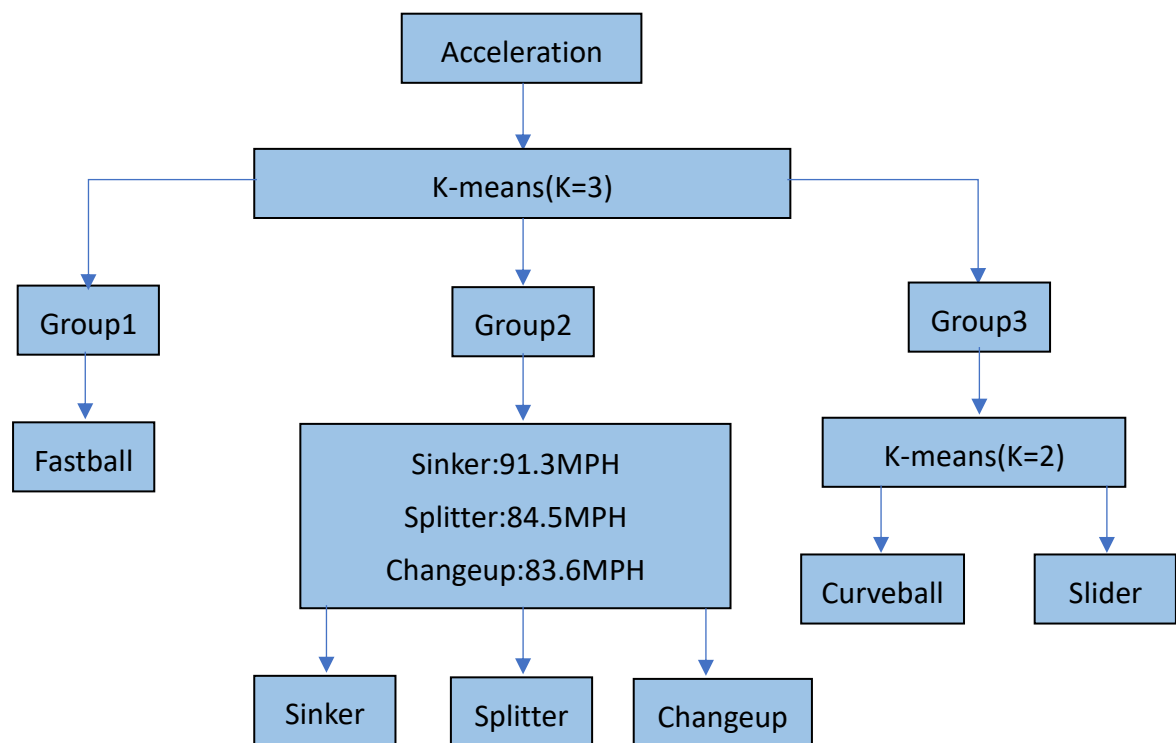 Acceleration
K-means(K=3)
Group1
Group2
Group3
Fastball
Sinker:91.3MPH
Splitter:84.5MPH
Changeup:83.6MPH
K-means(K=2)
Curveball
Slider
Sinker
Splitter
Changeup